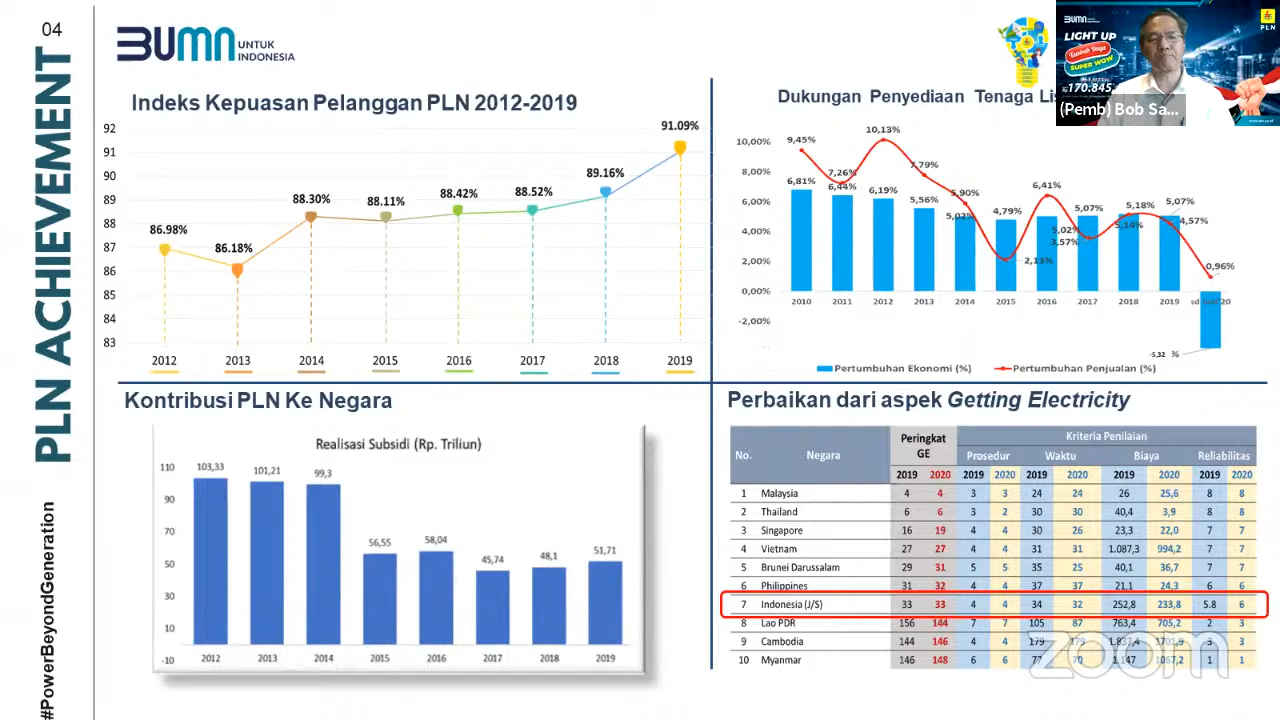 04
PLN ACHIEVEMENT
#PowerBeyondGeneration
BUMN UNTUK
INDONESIA
Indeks Kepuasan Pelanggan PLN 2012-2019
92
91
90
89
88
87
86
85
84
83
86.98%
86.18%
88.30%
88.11%
88.42%
88.52%
89.16%
91.09%
2012 2013 2014 2015 2016 2017 2018 2019
Dukungan Penyediaan Tenaga
10,00%
8,00%
6,00%
4,00%
2,00%
0,00%
-2,00%
9,45% 7,26% 10,13% 7,79% 5,90% 2,13% 6,41% 3,57% 5,14% 4,57% 0,96%
6,81% 6,44% 6,19% 5,56% 5,02% 4,79% 5,02% 5,07% 5,18% 5,07% -5,32 %
2010 2011 2012 2013 2014 2015 2016 2017 2018 2019
Pertumbuhan Ekonomi (%) Pertumbuhan Penjualan (%)
BUMN
PLN
LIGHT UP
Tambah Daya
SUPER WOW
170.845
(Pemb) Bob Sa...
Kontribusi PLN Ke Negara
Realisasi Subsidi (Rp. Triliun)
110
90
70
50
30
10
-10
103,33 101,21 99,3 56,55 58,04 45,74 48,1 51,71
2012 2013 2014 2015 2016 2017 2018 2019
Perbaikan dari aspek Getting Electricity
No. Negara Peringkat GE Kriteria Penilaian
Prosedur Waktu Biaya Reliabilitas
2019 2020 2019 2020 2019 2020 2019 2020 2019 2020
1 Malaysia 4 4 3 3 24 24 26 25,6 8 8
2 Thailand 6 6 3 2 30 30 40,4 3,9 8 8
3 Singapore 16 19 4 4 30 26 23,3 22,0 7 7
4 Vietnam 27 27 4 4 31 31 1.087,3 994,2 7 7
5 Brunei Darussalam 29 31 5 5 35 25 40,1 36,7 7 7
6 Philippines 31 32 4 4 37 37 21,1 24,3 6 6
7 Indonesia (J/S) 33 33 4 4 34 32 252,8 233,8 5.8 6
8 Lao PDR 156 144 7 7 105 87 763,4 705,2 2 3
9 Cambodia 144 146 4 4 179 179 1.837,4 1701,9 3 3
10 Myanmar 146 148 6 6 77 70 1.147 1067,2 1 1
zoom